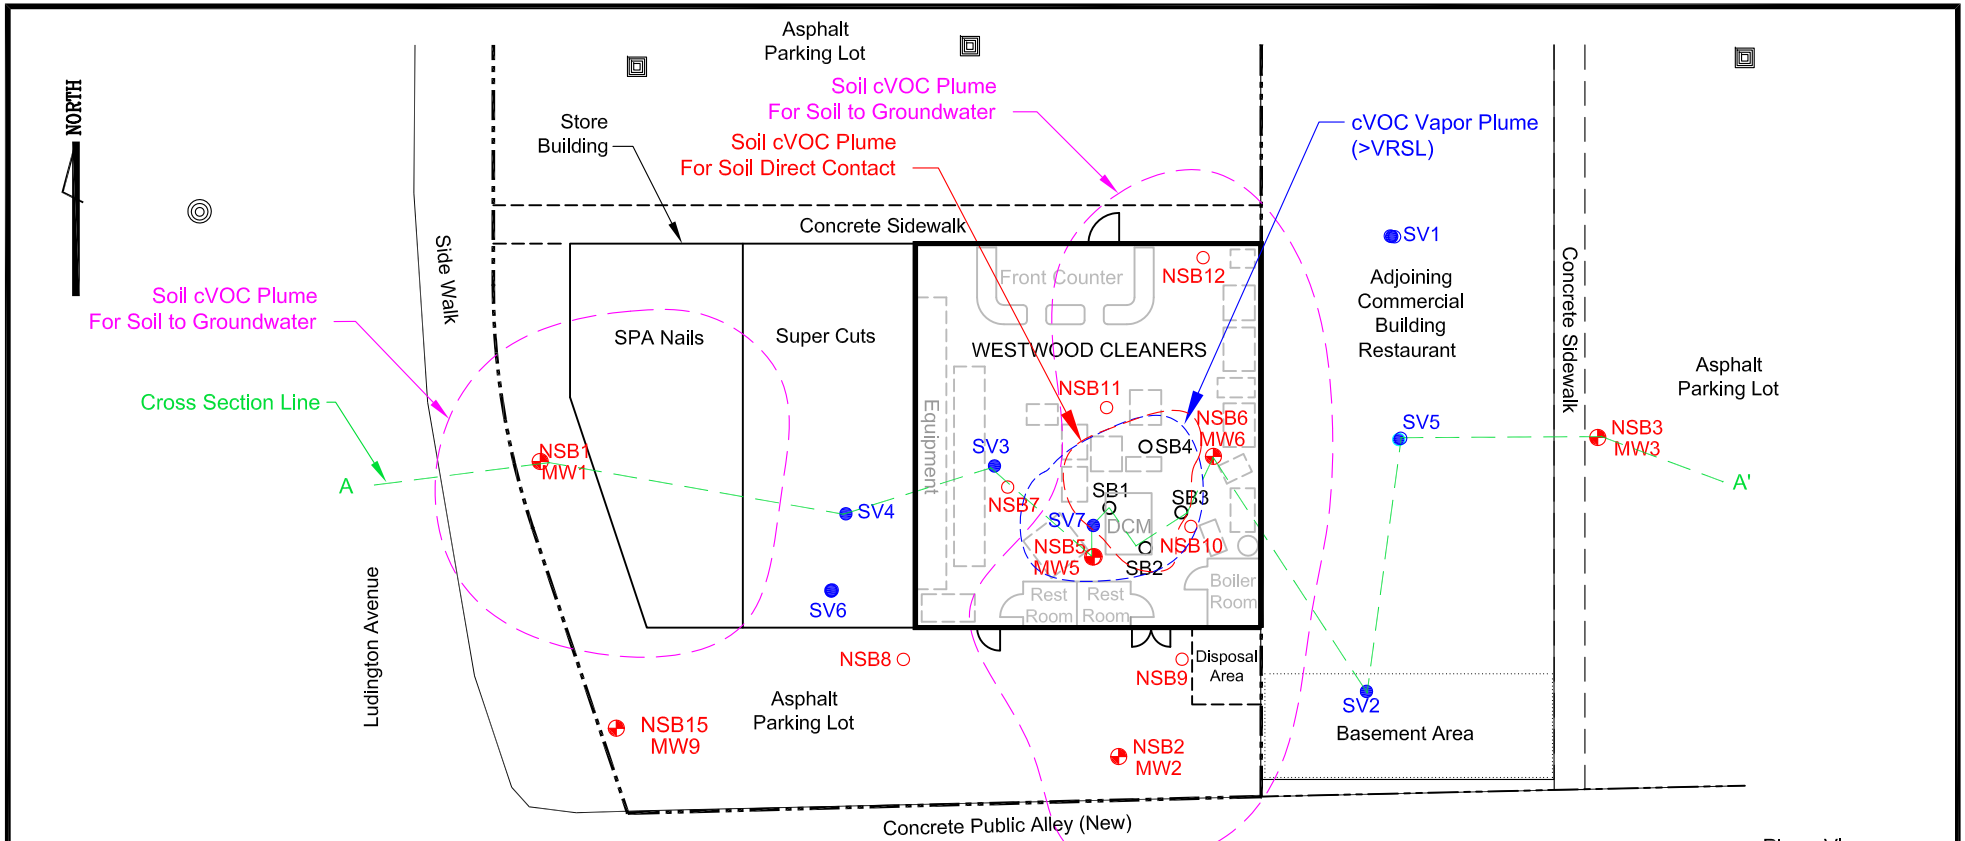 Asphalt
Parking Lot
NORTH
Soil cVOC Plume
For Soil to Groundwater
Store
Building
Soil cVOC Plume
For Soil Direct Contact
cVOC Vapor Plume
(>VRSL)
Concrete Sidewalk
Side Walk
SV1
Front Counter
NSB12
Adjoining
Commercial
Building
Restaurant
Concrete Sidewalk
Soil cVOC Plume
For Soil to Groundwater
SPA Nails
Super Cuts
WESTWOOD CLEANERS
Asphalt
Parking Lot
Cross Section Line
NSB11
Equipment
NSB6
MW6
SV5
NSB3
MW3
NSB1
MW1
SV3
SB4
A
A'
NSB7
SB1
SB3
SV4
SV7
DCM
NSB5
MW5
NSB10
SB2
SV6
Rest
Room
Rest
Room
Boiler
Room
Ludington Avenue
NSB8
NSB9
Disposal
Area
SV2
Asphalt
Parking Lot
NSB15
MW9
NSB2
MW2
Basement Area
Concrete Public Alley (New)